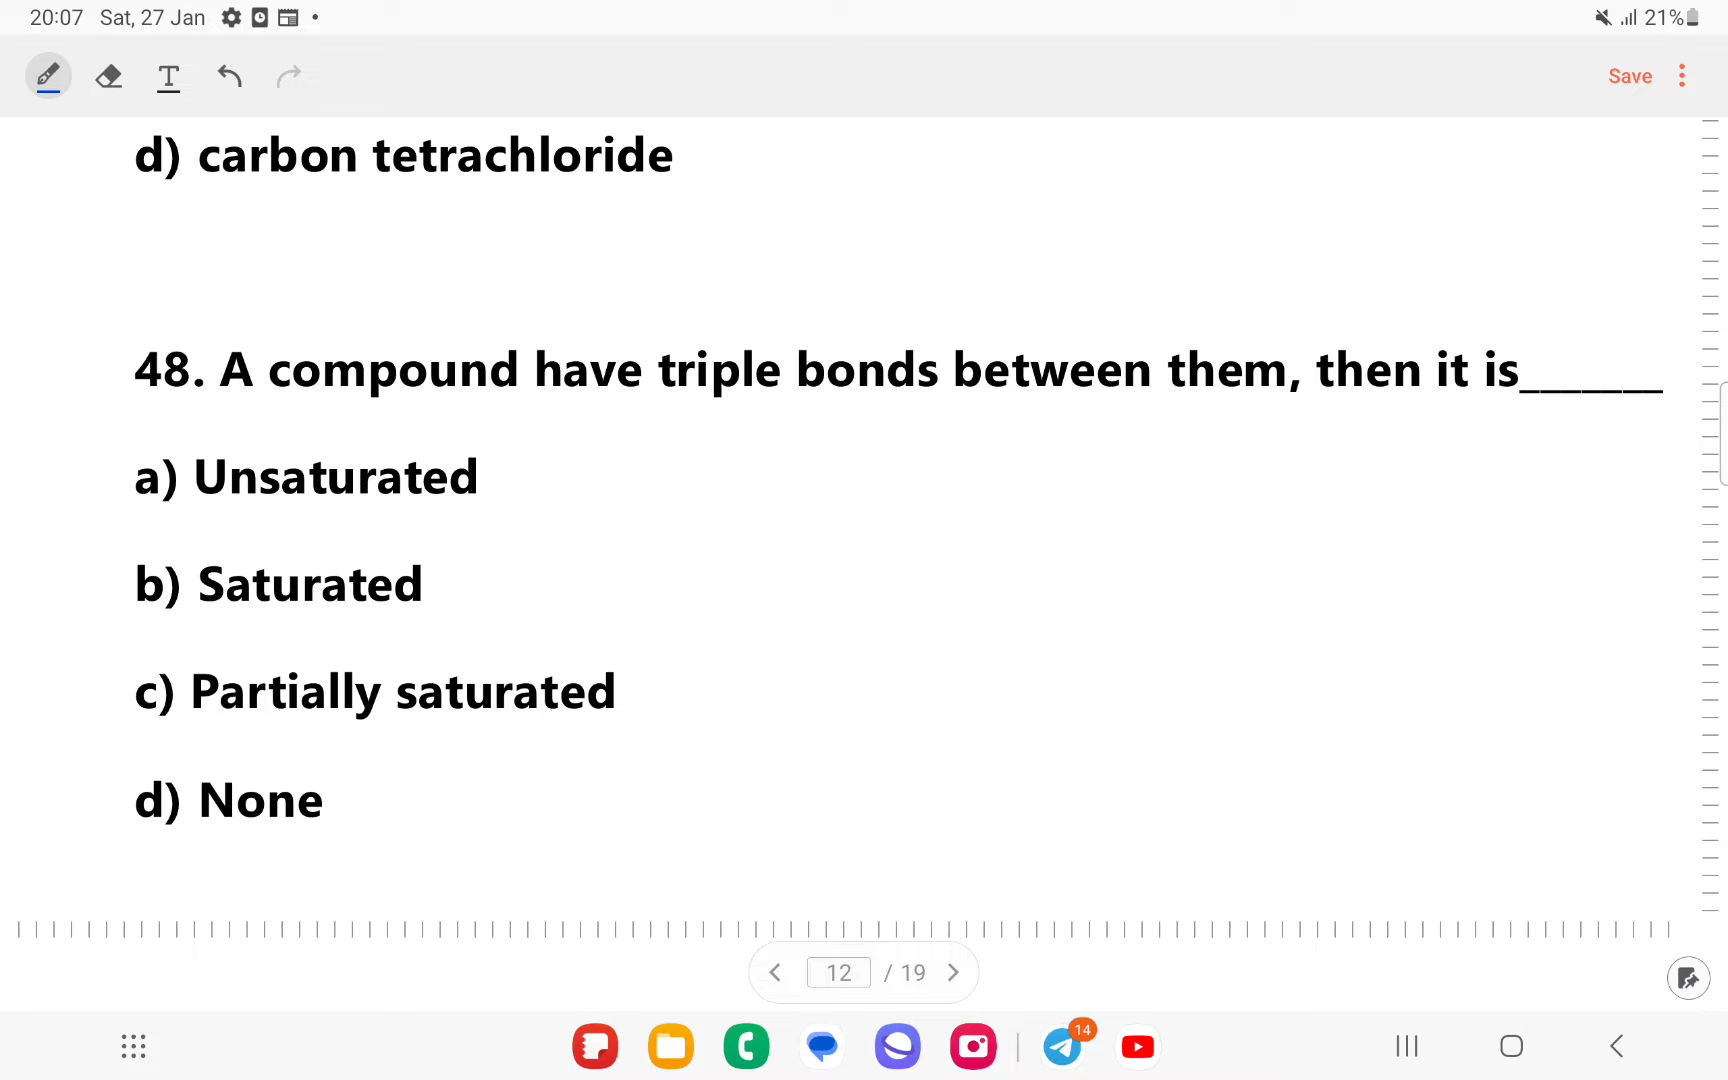 20:07 Sat, 27 Jan
21%
Save
d) carbon tetrachloride
48. A compound have triple bonds between them, then it is_______
a) Unsaturated
b) Saturated
c) Partially saturated
d) None
12 / 19
14